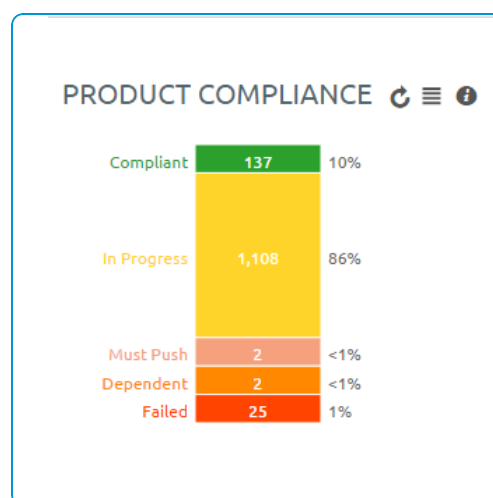 PRODUCT COMPLIANCE
Compliant 137 10%
In Progress 1,108 86%
Must Push 2 <1%
Dependent 2 <1%
Failed 25 1%